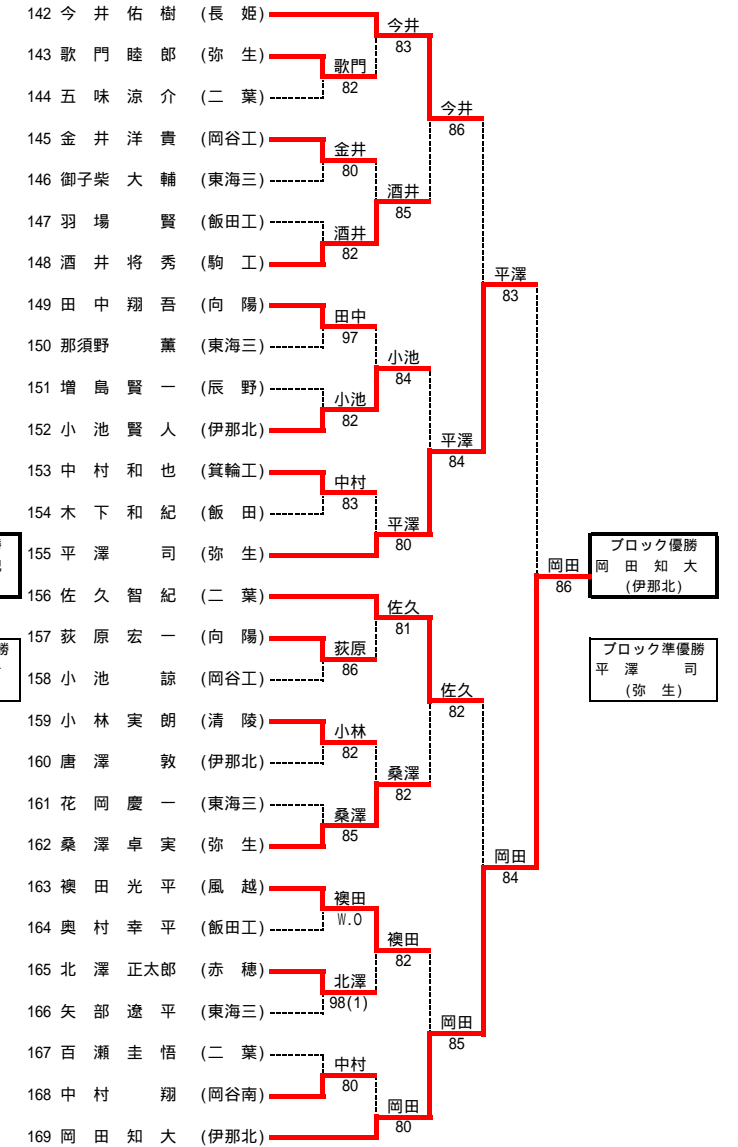 142 今 井 佑 樹 (長 姫)
今井
83
143 歌 門 睦 郎 (弥 生)
歌門
82
144 五 味 涼 介 (二 葉)
今井
86
145 金 井 洋 貴 (岡谷工)
金井
80
146 御子柴 大 輔 (東海三)
酒井
85
147 羽 場 賢 (飯田工)
酒井
82
148 酒 井 将 秀 (駒 工)
平澤
83
149 田 中 翔 吾 (向 陽)
田中
97
150 那須野 薫 (東海三)
小池
84
151 増 島 賢 一 (辰 野)
小池
82
152 小 池 賢 人 (伊那北)
平澤
84
153 中 村 和 也 (箕輪工)
中村
83
154 木 下 和 紀 (飯 田)
平澤
80
155 平 澤 司 (弥 生)
岡田
86
ブロック優勝
岡 田 知 大
(伊那北)
156 佐 久 智 紀 (二 葉)
佐久
81
157 荻 原 宏 一 (向 陽)
荻原
86
ブロック準優勝
平 澤 司
(弥 生)
勝
158 小 池 諒 (岡谷工)
佐久
82
159 小 林 実 朗 (清 陵)
小林
82
160 唐 澤 敦 (伊那北)
桑澤
82
161 花 岡 慶 一 (東海三)
桑澤
85
162 桑 澤 卓 実 (弥 生)
岡田
84
163 襖 田 光 平 (風 越)
襖田
W.O
164 奥 村 幸 平 (飯田工)
襖田
82
165 北 澤 正太郎 (赤 穂)
北澤
98(1)
166 矢 部 遼 平 (東海三)
岡田
85
167 百 瀬 圭 悟 (二 葉)
中村
80
168 中 村 翔 (岡谷南)
岡田
80
169 岡 田 知 大 (伊那北)